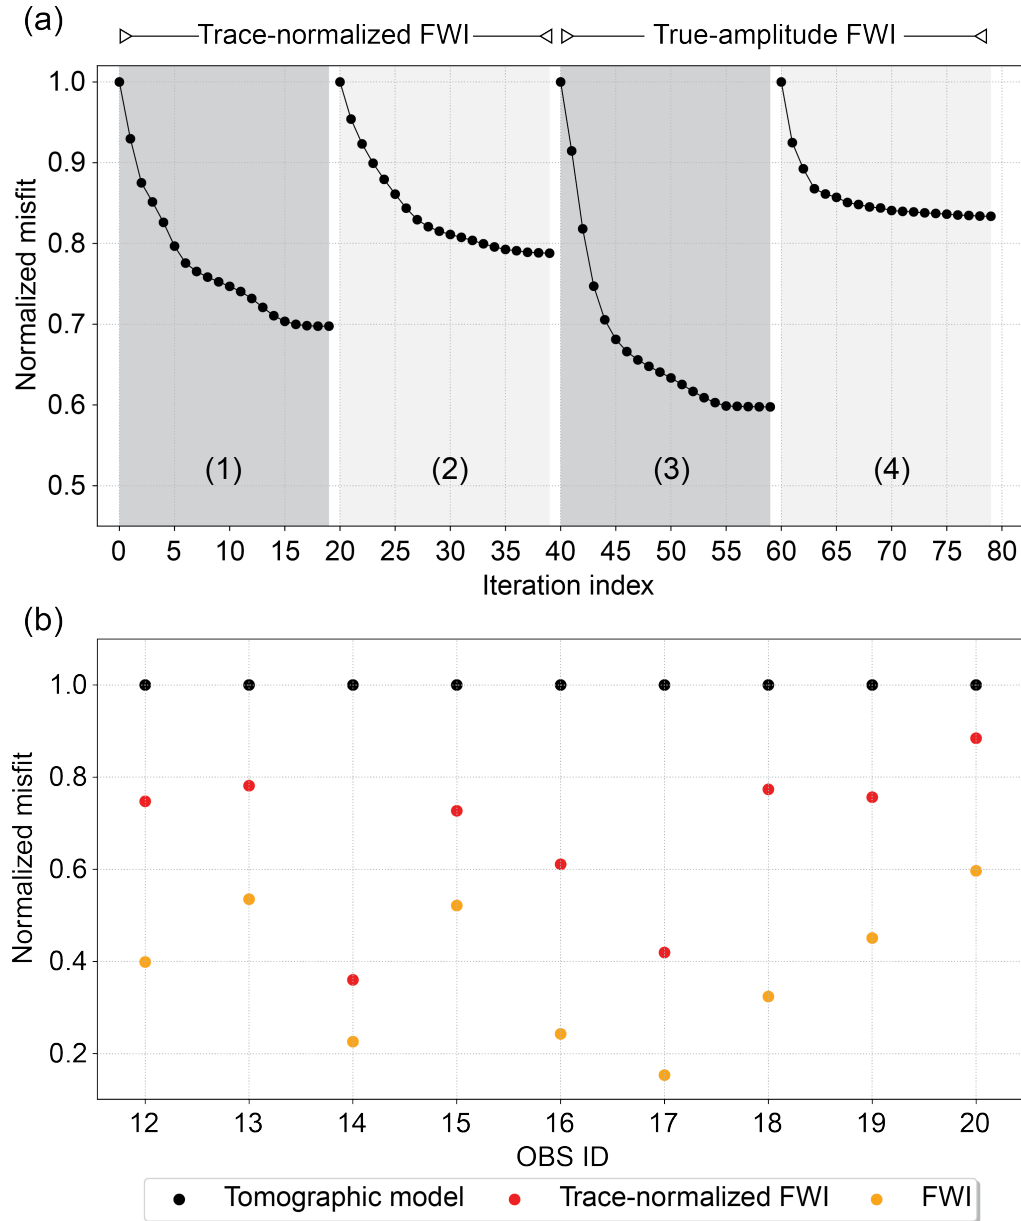 (a)
Trace-normalized FWI True-amplitude FWI
Normalized misfit
1.0
0.9
0.8
0.7
0.6
0.5
(1) (2) (3) (4)
0 5 10 15 20 25 30 35 40 45 50 55 60 65 70 75 80
Iteration index
(b)
Normalized misfit
1.0
0.8
0.6
0.4
0.2
12 13 14 15 16 17 18 19 20
OBS ID
Tomographic model Trace-normalized FWI FWI